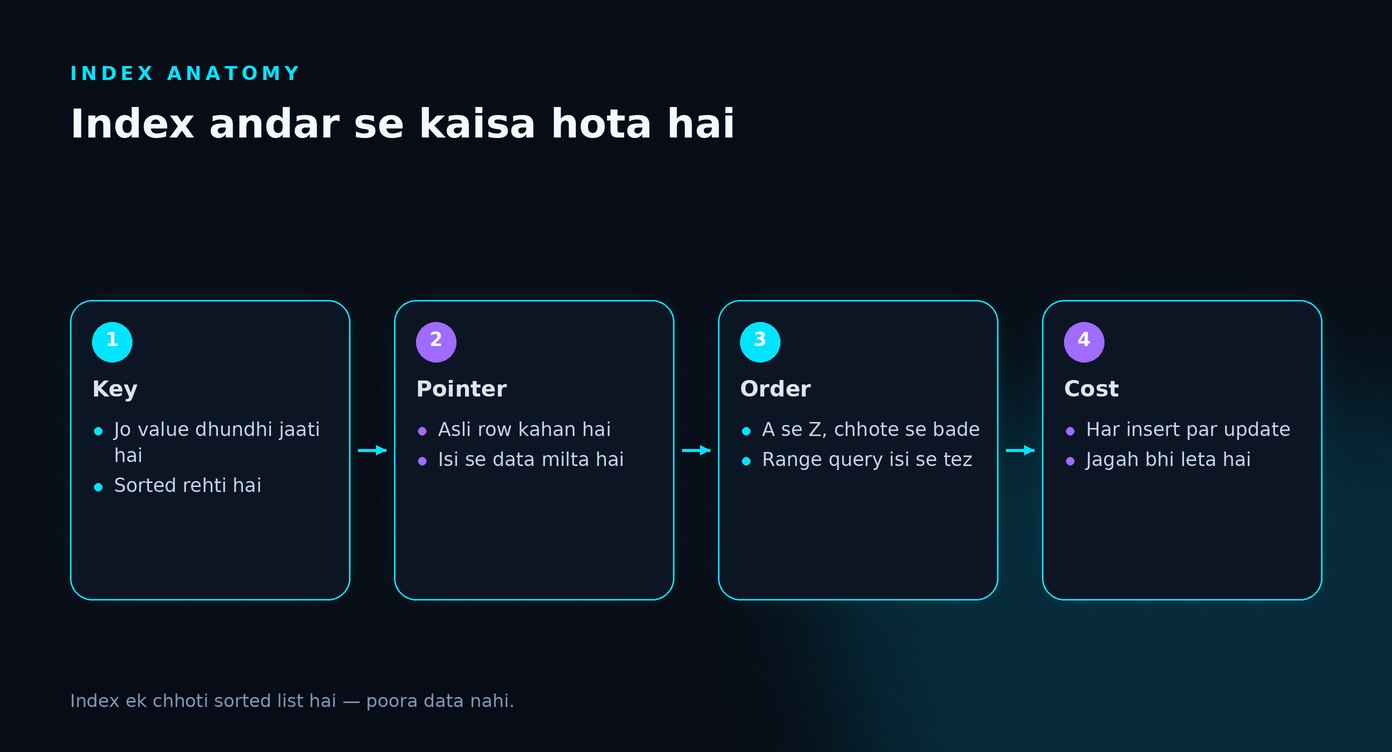 INDEX ANATOMY
Index andar se kaisa hota hai
1
Key
Jo value dhundhi jaati
hai
Sorted rehti hai
2
Pointer
Asli row kahan hai
Isi se data milta hai
3
Order
A se Z, chhote se bade
Range query isi se tez
4
Cost
Har insert par update
Jagah bhi leta hai
Index ek chhoti sorted list hai — poora data nahi.